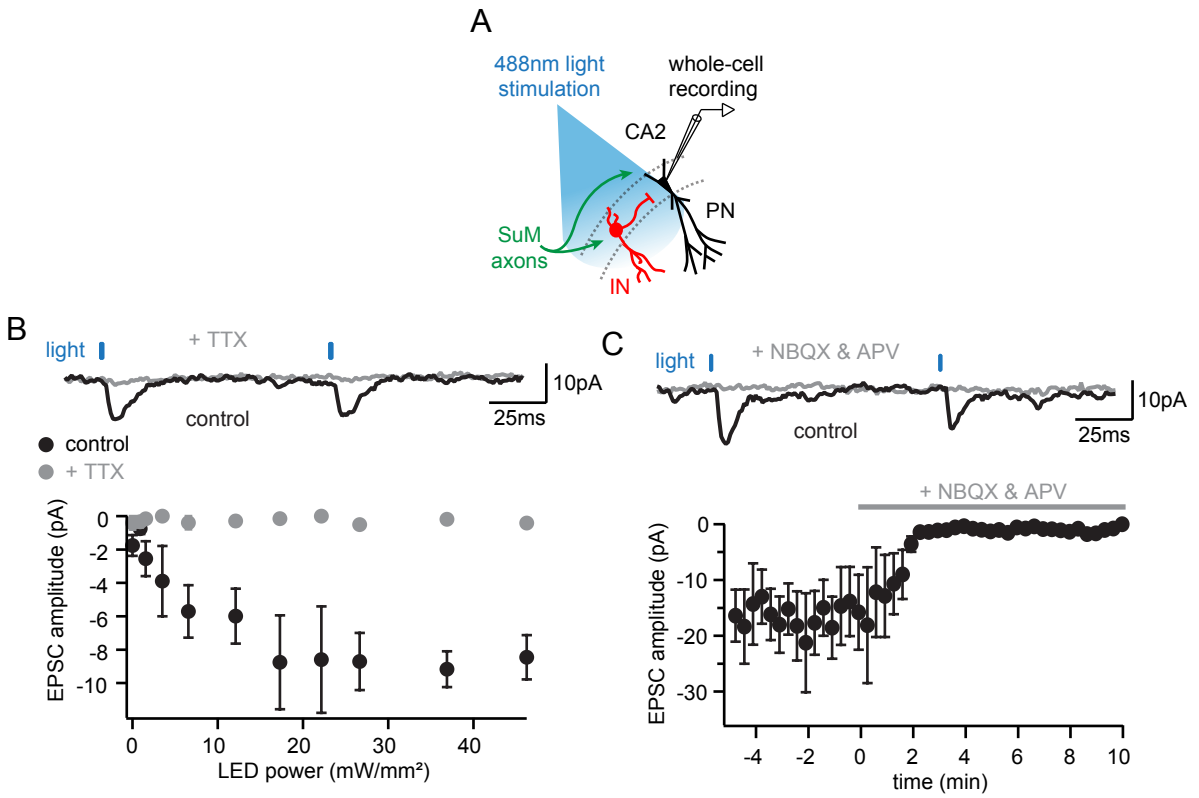 A
488nm light
stimulation
whole-cell
recording
CA2
PN
SuM
axons
IN
B
light
+ TTX
control
10pA
25ms
control
+ TTX
EPSC amplitude (pA)
0
-2
-4
-6
-8
-10
0
10
20
30
40
LED power (mW/mm²)
C
light
+ NBQX & APV
control
10pA
25ms
+ NBQX & APV
EPSC amplitude (pA)
0
-10
-20
-30
-4
-2
0
2
4
6
8
10
time (min)